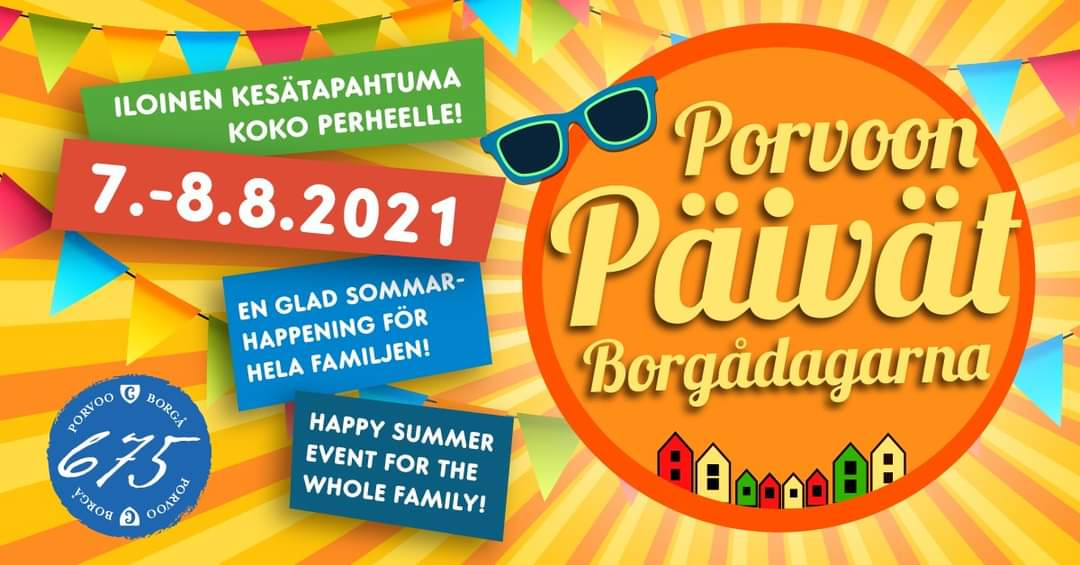 ILOINEN KESÄTAPAHTUMA
KOKO PERHEELLE!
7.-8.8.2021
EN GLAD SOMMAR-
HAPPENING FÖR
HELA FAMILJEN!
HAPPY SUMMER
EVENT FOR THE
WHOLE FAMILY!
PORVOO C BORGÅ
675
BORGÅ C PORVOO
Porvoon
Päivät
Borgådagarna